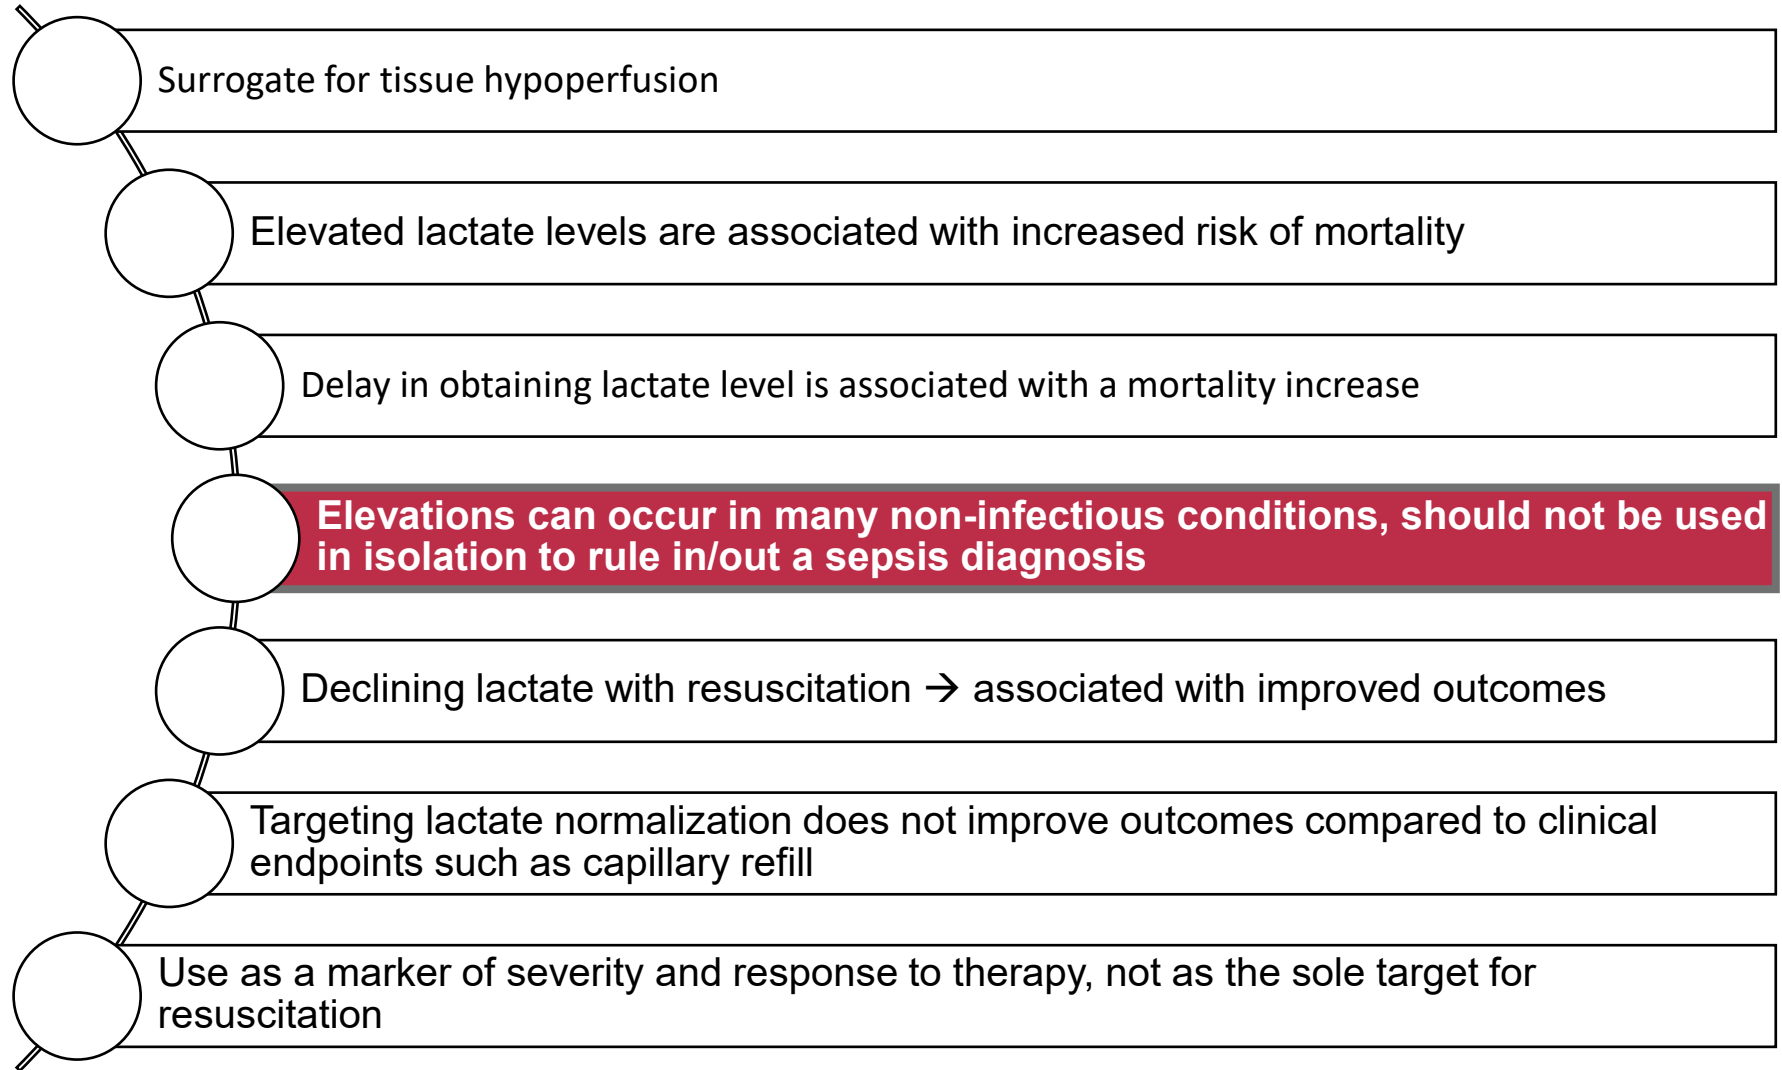 Surrogate for tissue hypoperfusion
Elevated lactate levels are associated with increased risk of mortality
Delay in obtaining lactate level is associated with a mortality increase
Elevations can occur in many non-infectious conditions, should not be used
in isolation to rule in/out a sepsis diagnosis
Declining lactate with resuscitation → associated with improved outcomes
Targeting lactate normalization does not improve outcomes compared to clinical
endpoints such as capillary refill
Use as a marker of severity and response to therapy, not as the sole target for
resuscitation